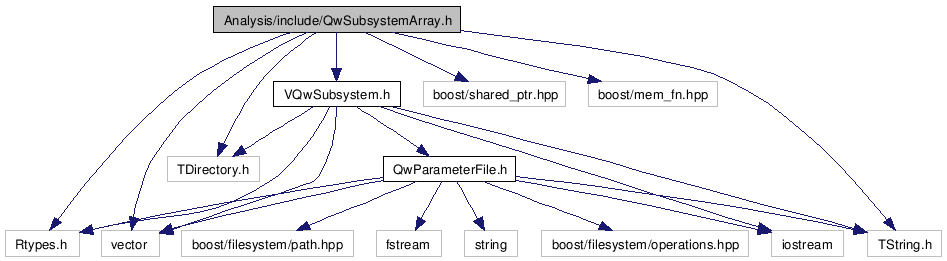 Analysis/include/QwSubsystemArray.h
VQwSubsystem.h
boost/shared_ptr.hpp
boost/mem_fn.hpp
TDirectory.h
QwParameterFile.h
Rtypes.h
vector
boost/filesystem/path.hpp
fstream
string
boost/filesystem/operations.hpp
iostream
TString.h